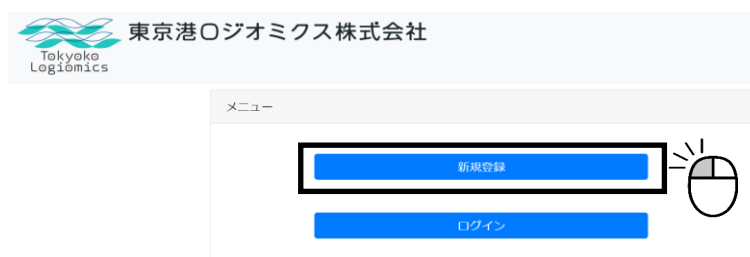 東京港ロジオミクス株式会社
Tokyoko
Logiomics
メニュー
新規登録
ログイン